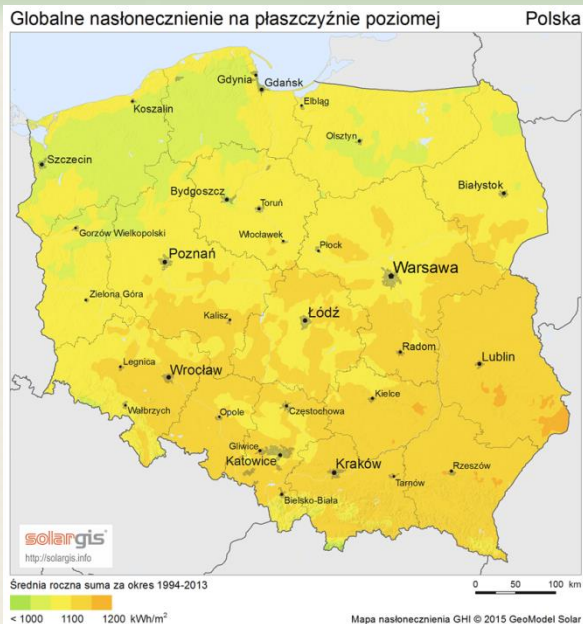 Globalne nasłonecznienie na płaszczyźnie poziomej Polska
Gdynia
Gdańsk
Koszalin
Elbląg
Olsztyn
Szczecin
Bydgoszcz
Toruń
Białystok
Gorzów Wielkopolski
Włocławek
Płock
Poznań
Warsawa
Zielona Góra
Kalisz
Łódź
Legnica
Wrocław
Radom
Lublin
Wałbrzych
Opole
Częstochowa
Kielce
Gliwice
Katowice
Kraków
Tarnów
Rzeszów
Bielsko-Biała
solargis
http://solargis.info
Średnia roczna suma za okres 1994-2013
0 50 100 km
< 1000 1100 1200 kWh/m²
Mapa nasłonecznienia GHI © 2015 GeoModel Solar